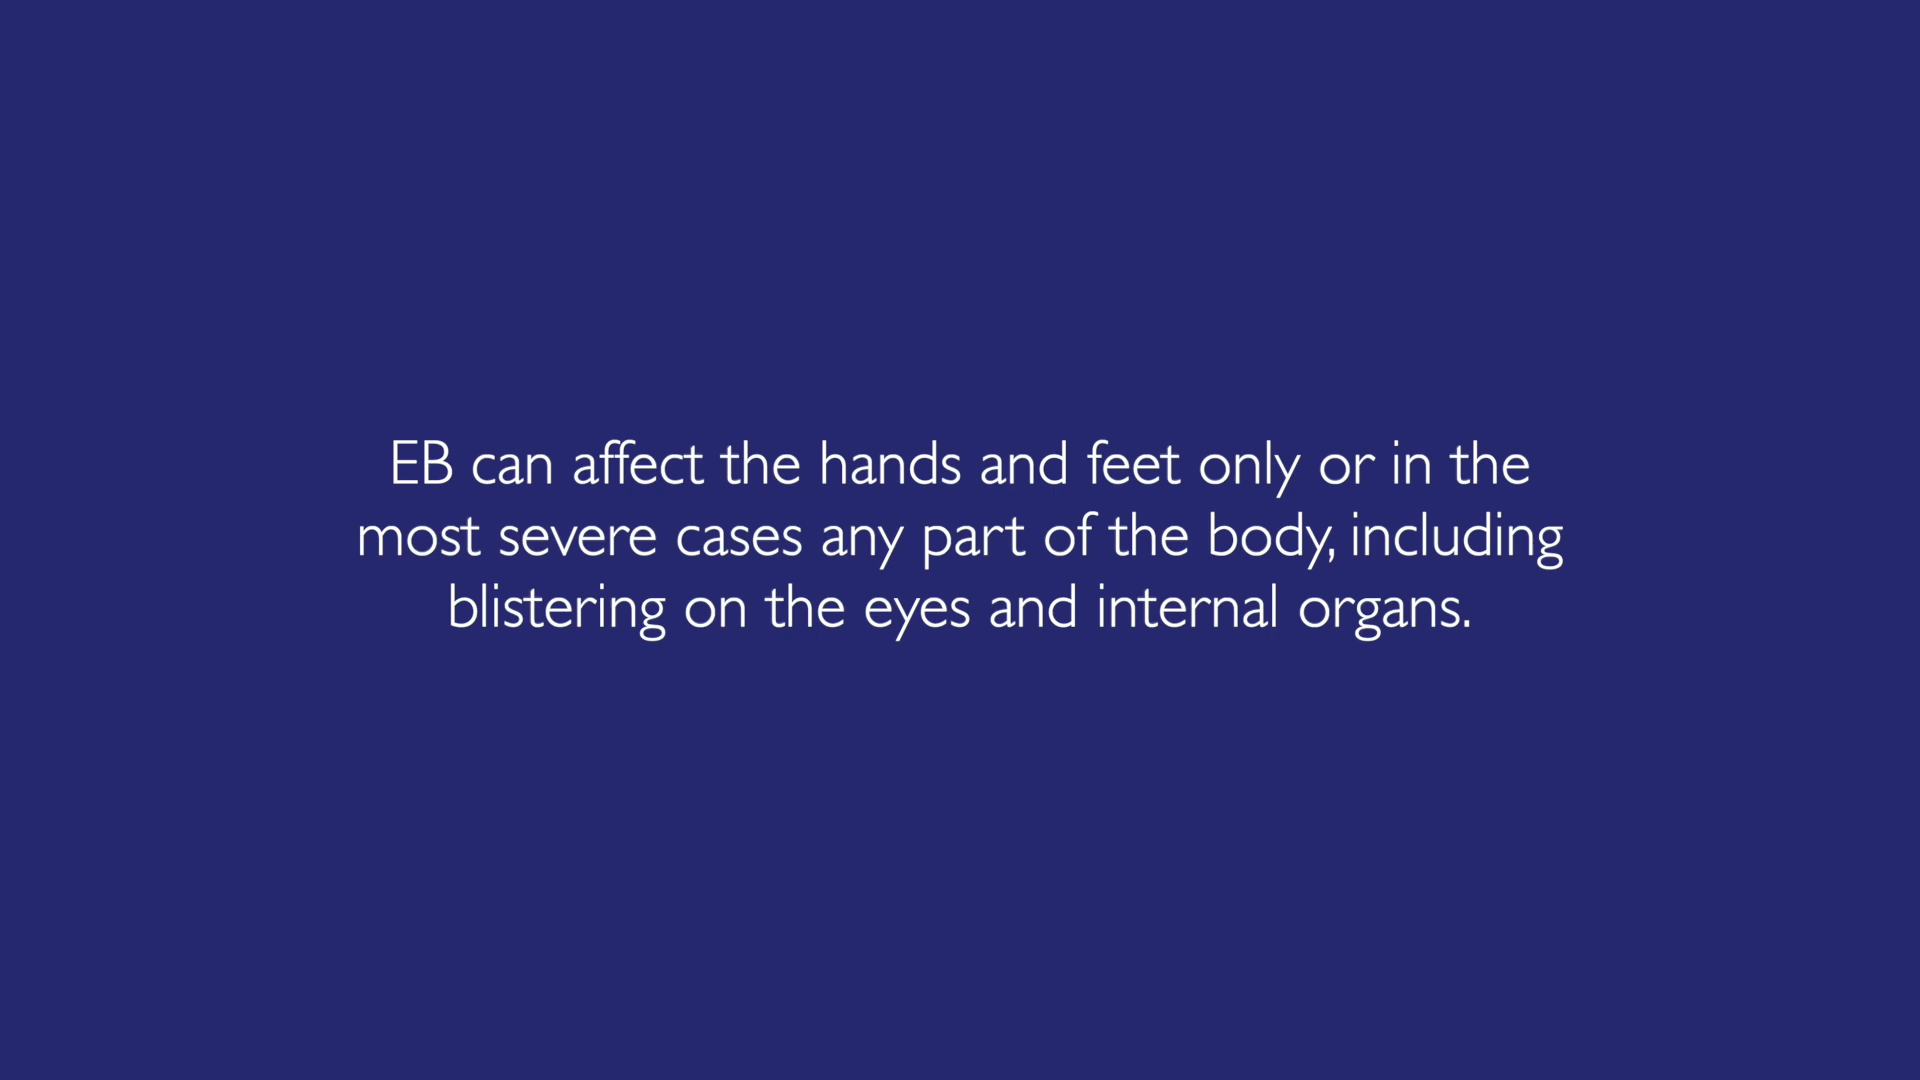 EB can affect the hands and feet only or in the
most severe cases any part of the body, including
blistering on the eyes and internal organs.